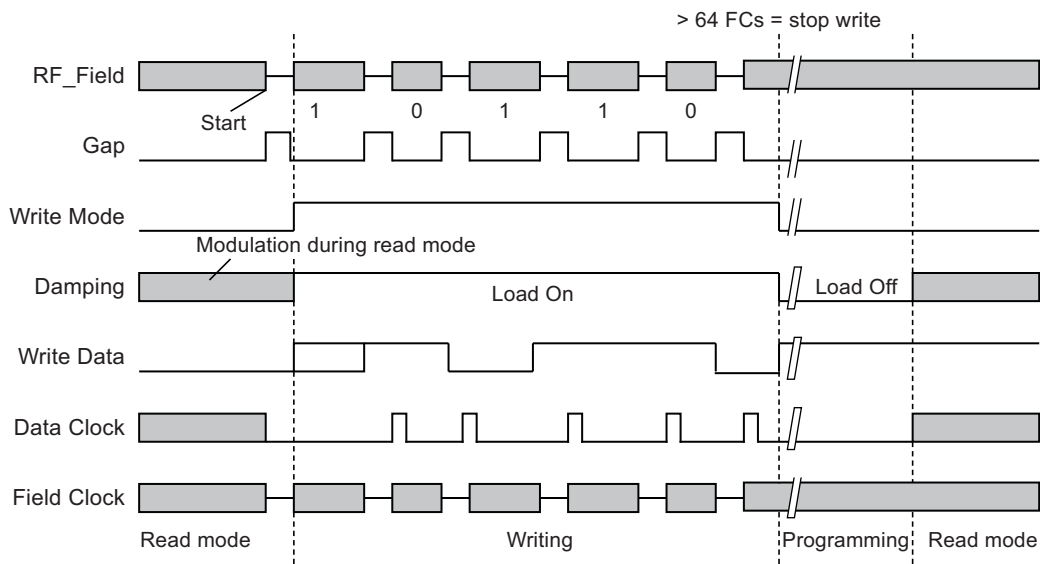 > 64 FCs = stop write
RF_Field
Start
1 0 1 1 0
Gap
Write Mode
Modulation during read mode
Damping
Load On
Load Off
Write Data
Data Clock
Field Clock
Read mode
Writing
Programming
Read mode